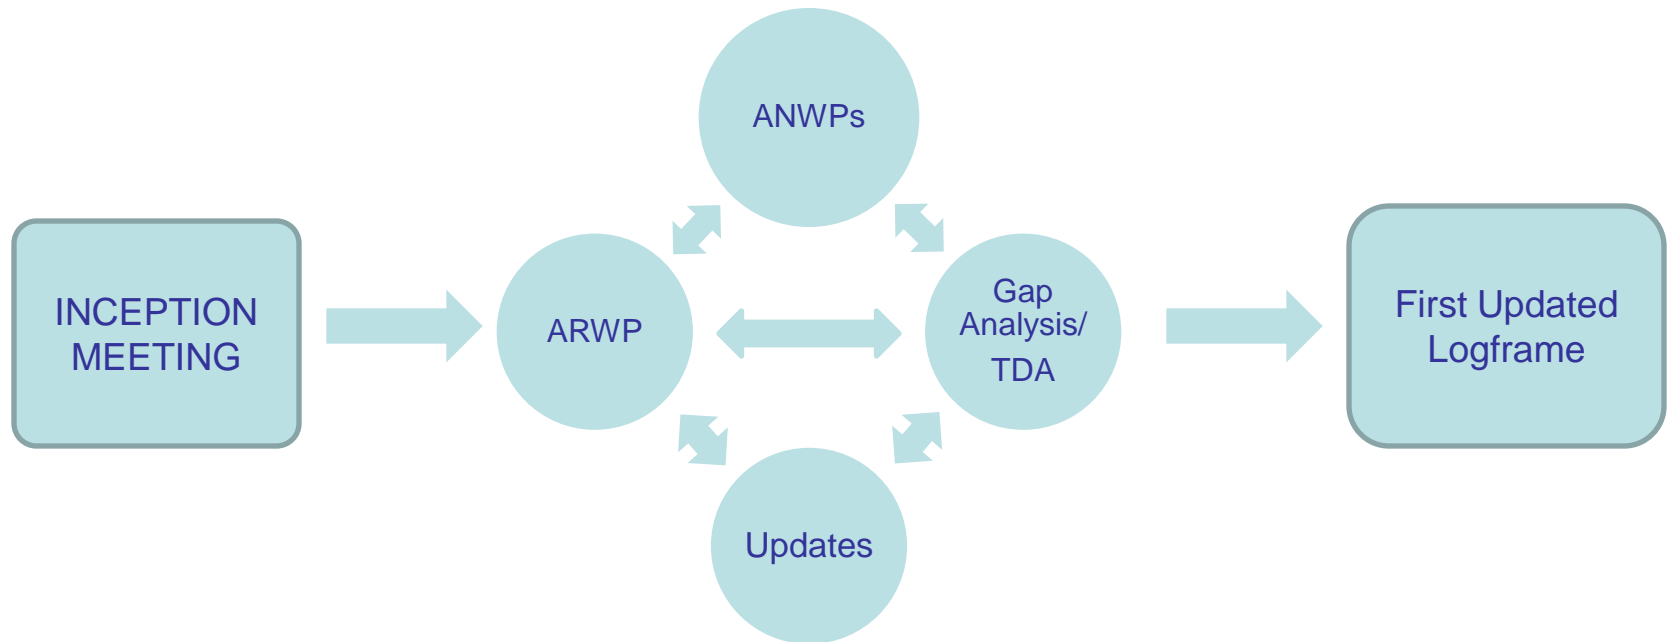 ANWPs
INCEPTION
MEETING
ARWP
Gap
Analysis/
TDA
First Updated
Logframe
Updates